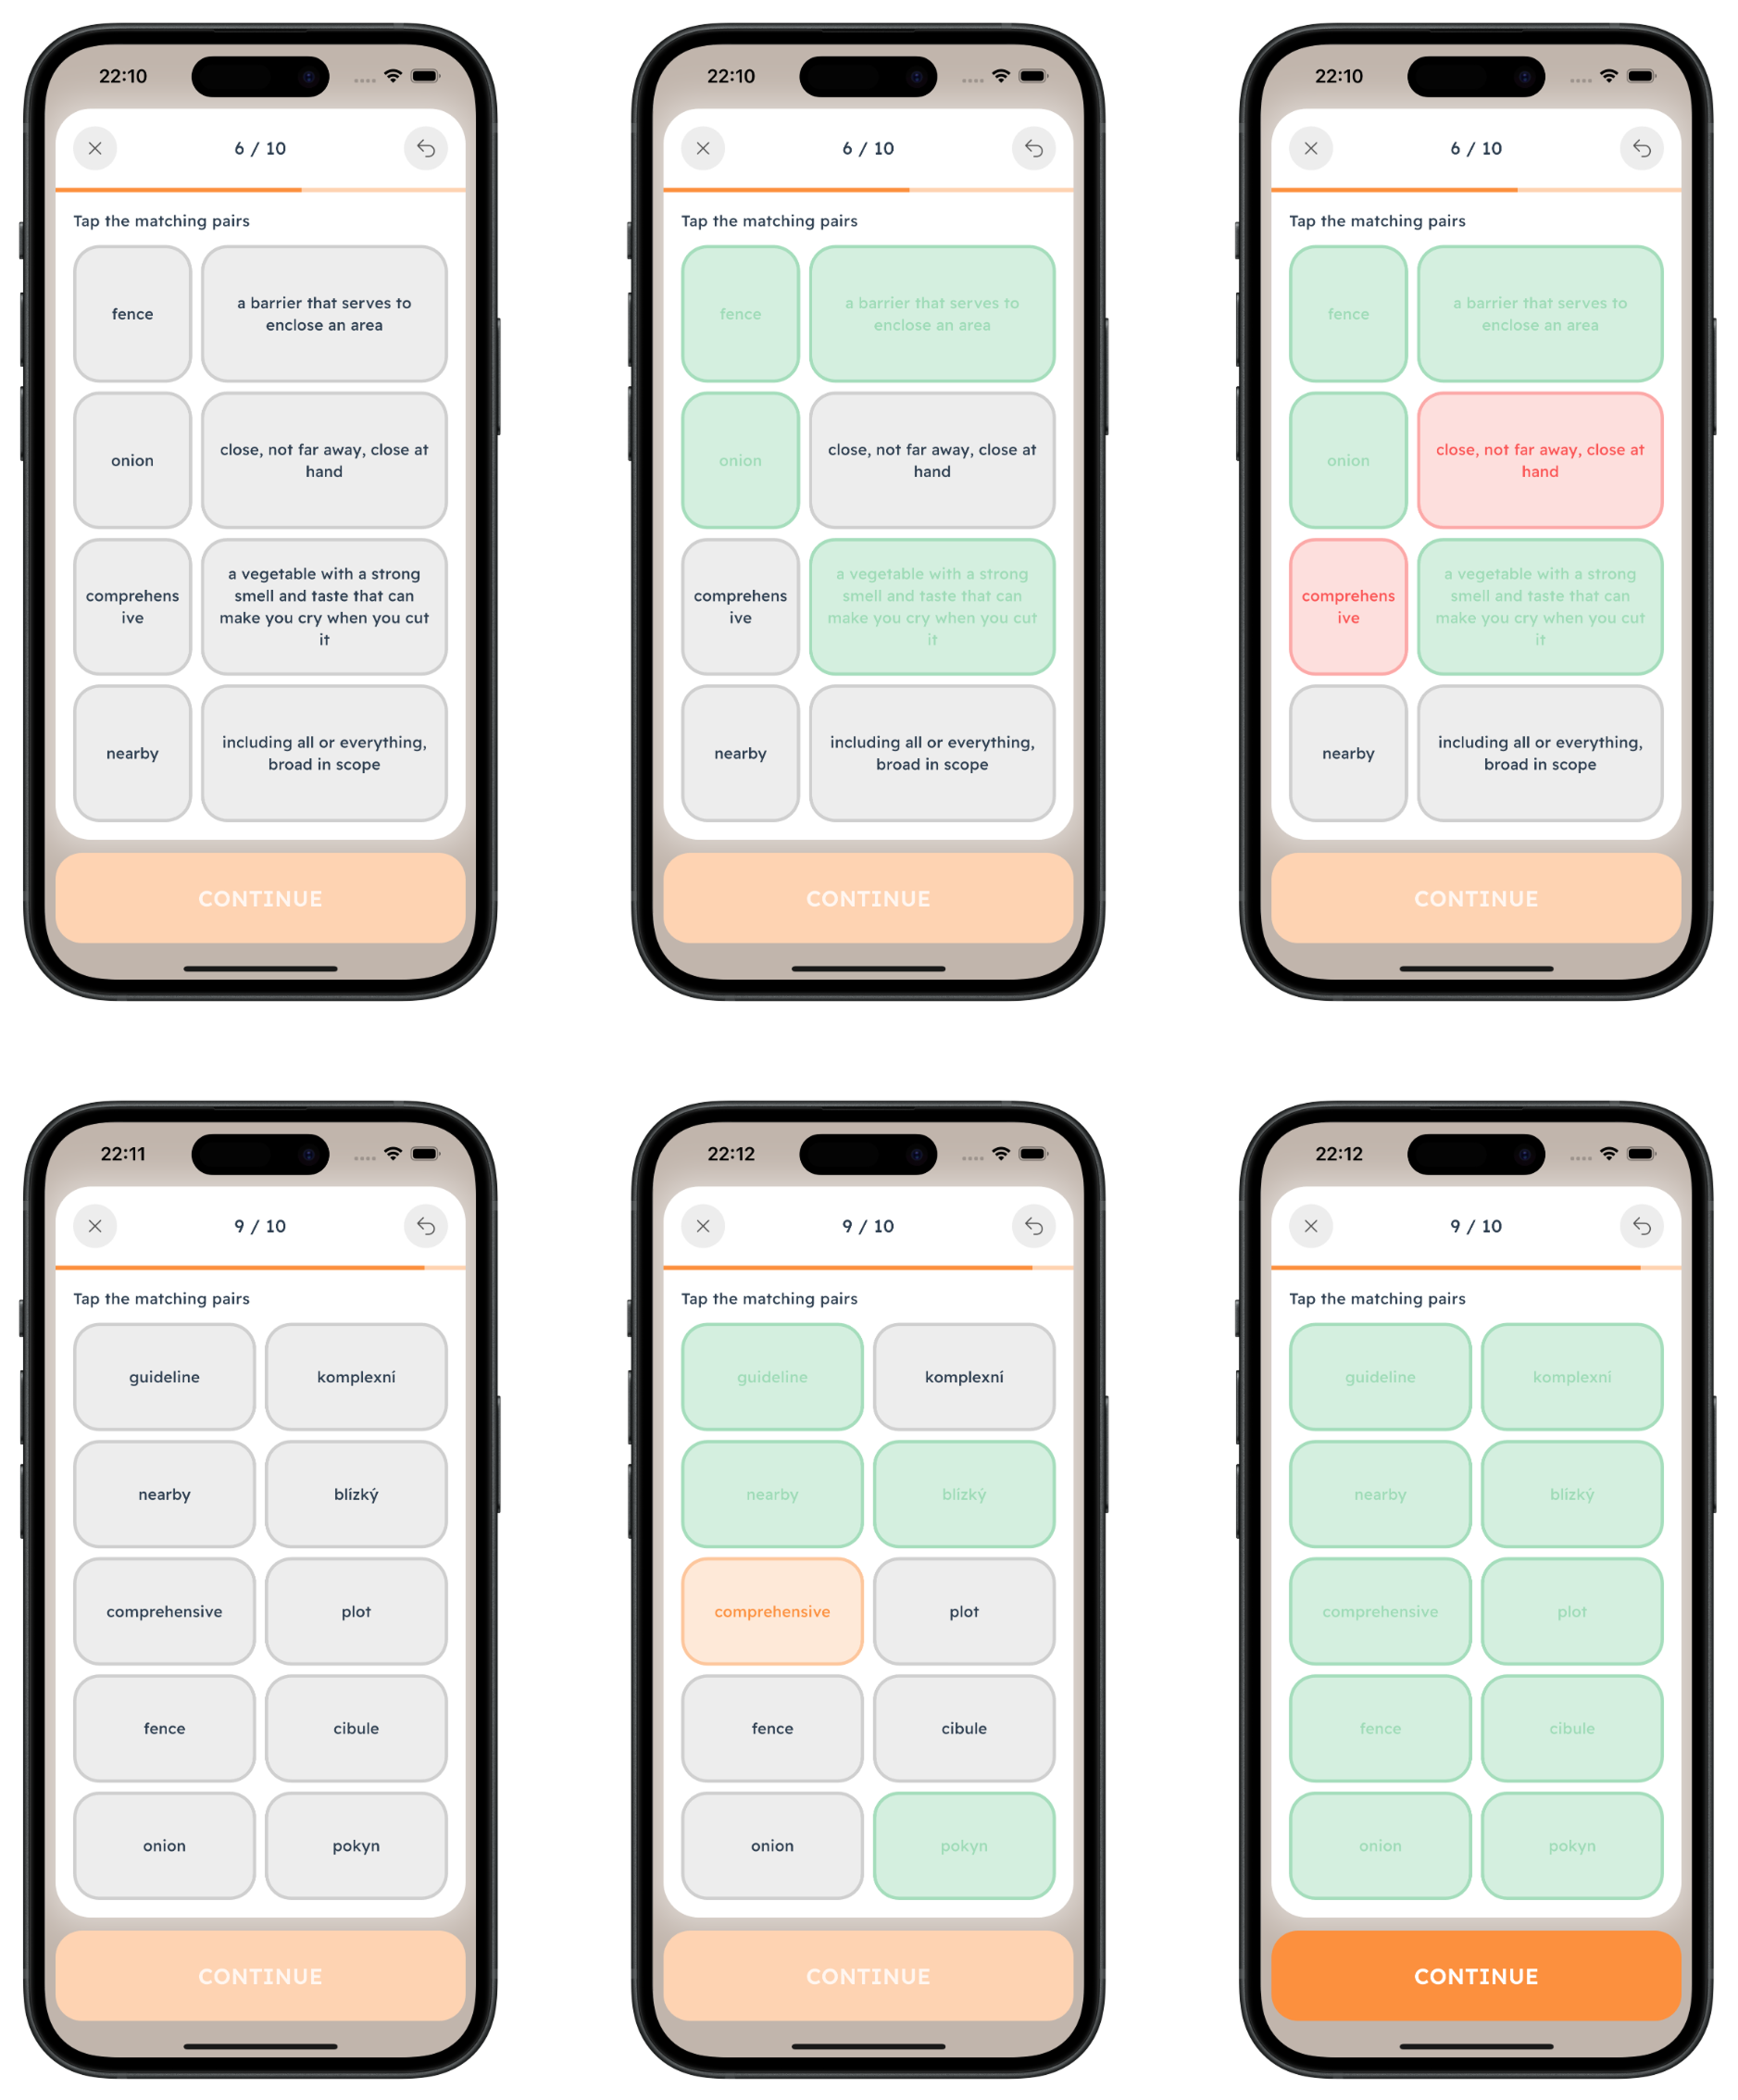 22:10
6 / 10
Tap the matching pairs
fence
a barrier that serves to
enclose an area
onion
close, not far away, close at
hand
comprehens
ive
a vegetable with a strong
smell and taste that can
make you cry when you cut
it
nearby
including all or everything,
broad in scope
CONTINUE
22:10
6 / 10
Tap the matching pairs
fence
a barrier that serves to
enclose an area
onion
close, not far away, close at
hand
comprehens
ive
a vegetable with a strong
smell and taste that can
make you cry when you cut
it
nearby
including all or everything,
broad in scope
CONTINUE
22:10
6 / 10
Tap the matching pairs
fence
a barrier that serves to
enclose an area
onion
close, not far away, close at
hand
comprehens
ive
a vegetable with a strong
smell and taste that can
make you cry when you cut
it
nearby
including all or everything,
broad in scope
CONTINUE
22:11
9 / 10
Tap the matching pairs
guideline
komplexní
nearby
blízký
comprehensive
plot
fence
cibule
onion
pokyn
CONTINUE
22:12
9 / 10
Tap the matching pairs
guideline
komplexní
nearby
blízký
comprehensive
plot
fence
cibule
onion
pokyn
CONTINUE
22:12
9 / 10
Tap the matching pairs
guideline
komplexní
nearby
blízký
comprehensive
plot
fence
cibule
onion
pokyn
CONTINUE